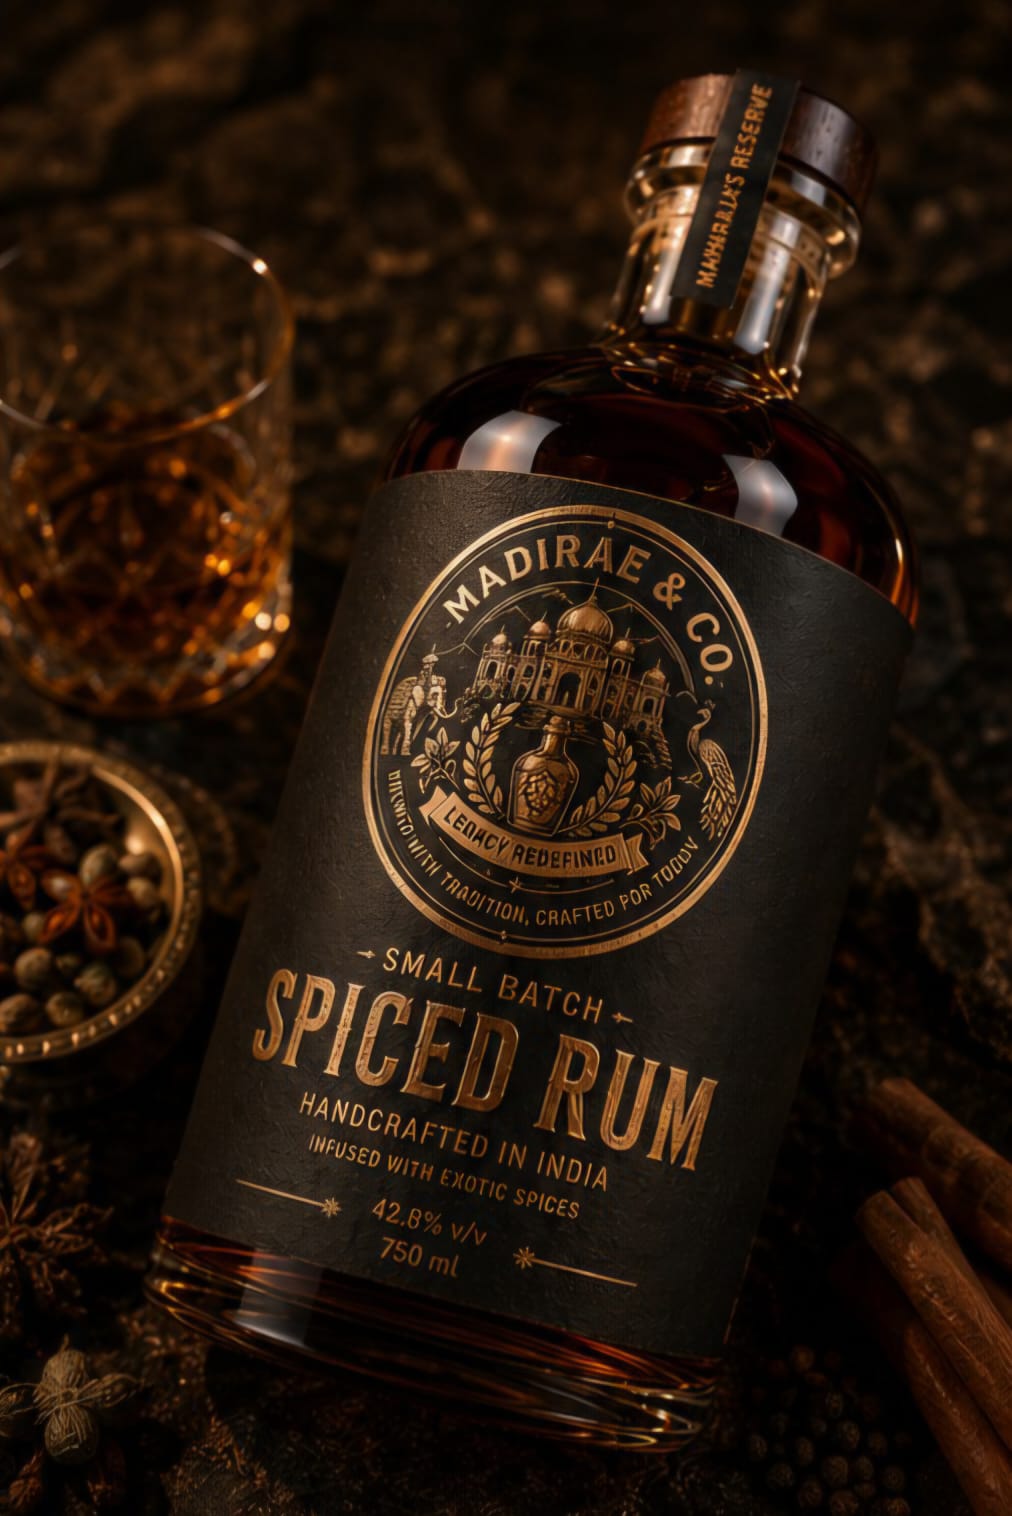 MAHARAJA'S RESERVE
MADIRAE & CO.
LEGACY REDEFINED
WITH TRADITION, CRAFTED FOR TODAY
SMALL BATCH
SPICED RUM
HANDCRAFTED IN INDIA
INFUSED WITH EXOTIC SPICES
42.8% v/v
750 ml